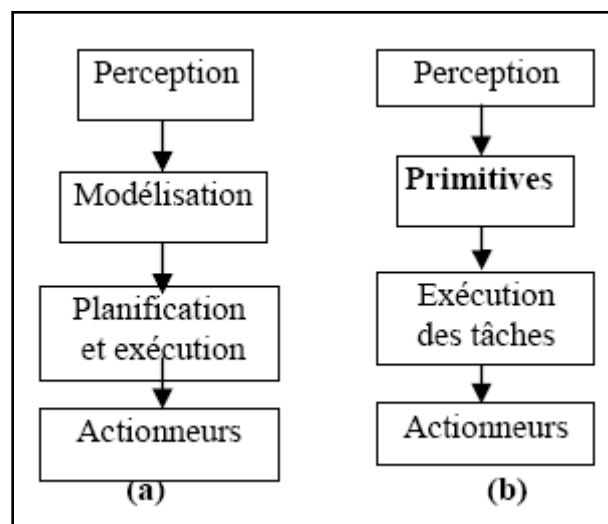 Perception
Modélisation
Planification
et exécution
Actionneurs
(a)
Perception
Primitives
Exécution
des tâches
Actionneurs
(b)